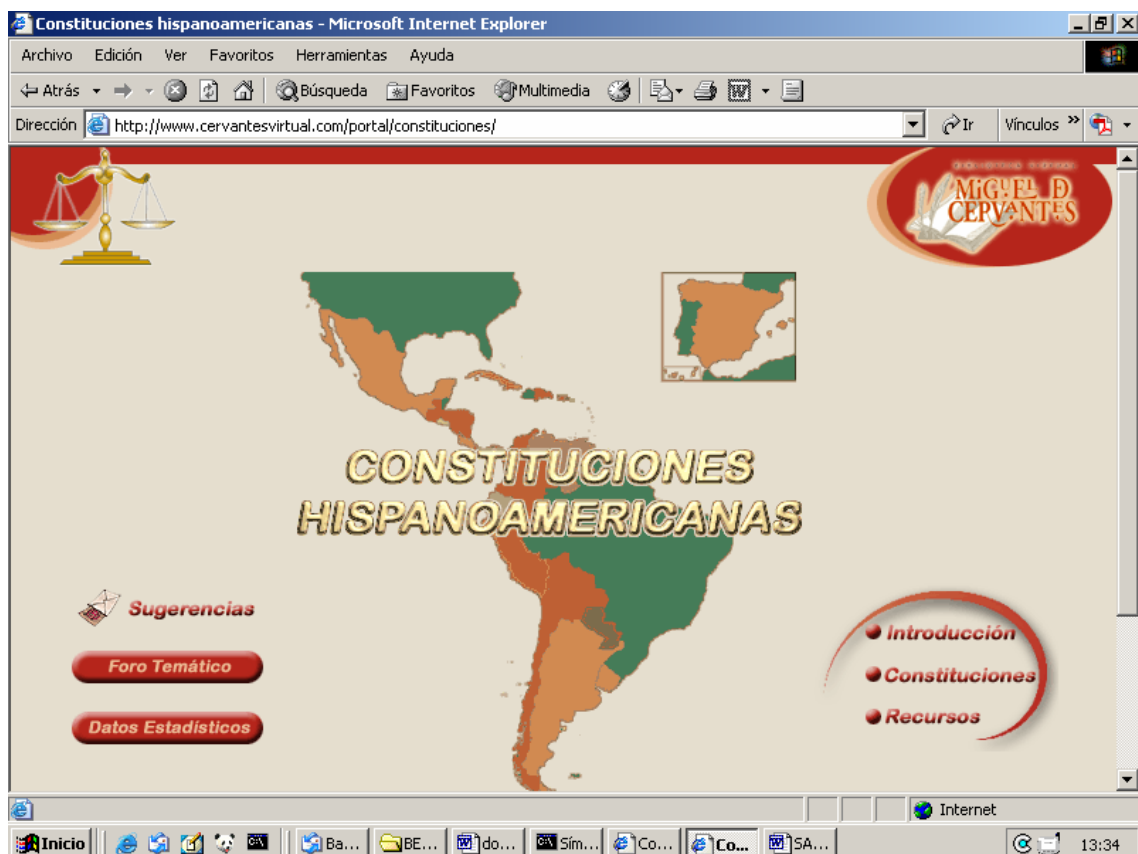 Constituciones hispanoamericanas - Microsoft Internet Explorer
Archivo Edición Ver Favoritos Herramientas Ayuda
Atrás Búsqueda Favoritos Multimedia
Dirección http://www.cervantesvirtual.com/portal/constituciones/ Ir Vínculos »
BIBLIOTECA VIRTUAL
MIGUEL D
CERVANTES
CONSTITUCIONES
HISPANOAMERICANAS
Sugerencias
Foro Temático
Datos Estadísticos
Introducción
Constituciones
Recursos
Internet
Inicio Ba... BE... do... Sím... Co... Co... SA... 13:34